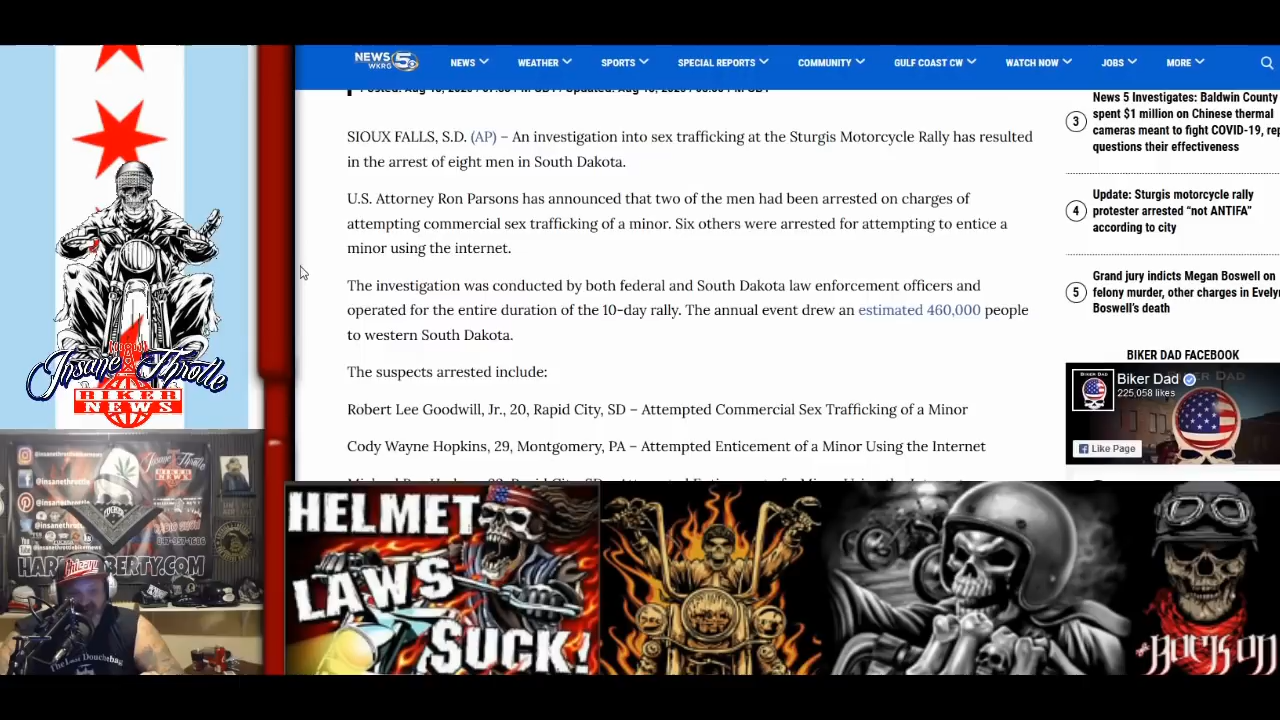 NEWS 5
WKRG
NEWS
WEATHER
SPORTS
SPECIAL REPORTS
COMMUNITY
GULF COAST CW
WATCH NOW
JOBS
MORE
SIOUX FALLS, S.D. (AP) – An investigation into sex trafficking at the Sturgis Motorcycle Rally has resulted
in the arrest of eight men in South Dakota.
U.S. Attorney Ron Parsons has announced that two of the men had been arrested on charges of
attempting commercial sex trafficking of a minor. Six others were arrested for attempting to entice a
minor using the internet.
The investigation was conducted by both federal and South Dakota law enforcement officers and
operated for the entire duration of the 10-day rally. The annual event drew an estimated 460,000 people
to western South Dakota.
The suspects arrested include:
Robert Lee Goodwill, Jr., 20, Rapid City, SD – Attempted Commercial Sex Trafficking of a Minor
Cody Wayne Hopkins, 29, Montgomery, PA – Attempted Enticement of a Minor Using the Internet
3
News 5 Investigates: Baldwin County
spent $1 million on Chinese thermal
cameras meant to fight COVID-19, rep
questions their effectiveness
4
Update: Sturgis motorcycle rally
protester arrested "not ANTIFA"
according to city
5
Grand jury indicts Megan Boswell on
felony murder, other charges in Evelyn
Boswell's death
BIKER DAD FACEBOOK
Biker Dad
225,058 likes
Like Page
Insane Throttle
BIKER
NEWS
@insanethrottlebikernews
The Local Douchebag
HELMET
LAWS
SUCK!
ROCK ON